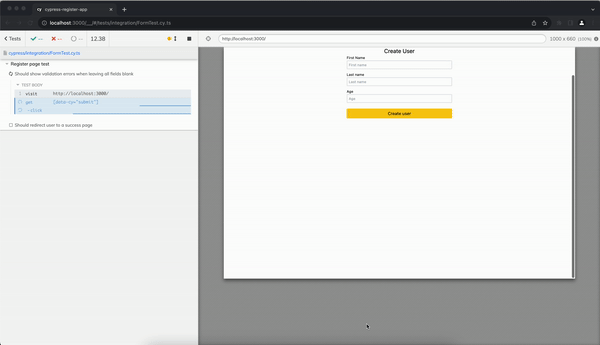 cy cypress-register-app
localhost:3000/__/#/tests/integration/FormTest.cy.ts
Tests
--
--
--
12.38
http://localhost:3000/
1000 x 660 (100%)
cypress/integration/FormTest.cy.ts
Register page test
Should show validation errors when leaving all fields blank
TEST BODY
1 visit http://localhost:3000/
get [data-cy="submit"]
-click
Should redirect user to a success page
Create User
First Name
First name
Last name
Last name
Age
Age
Create user